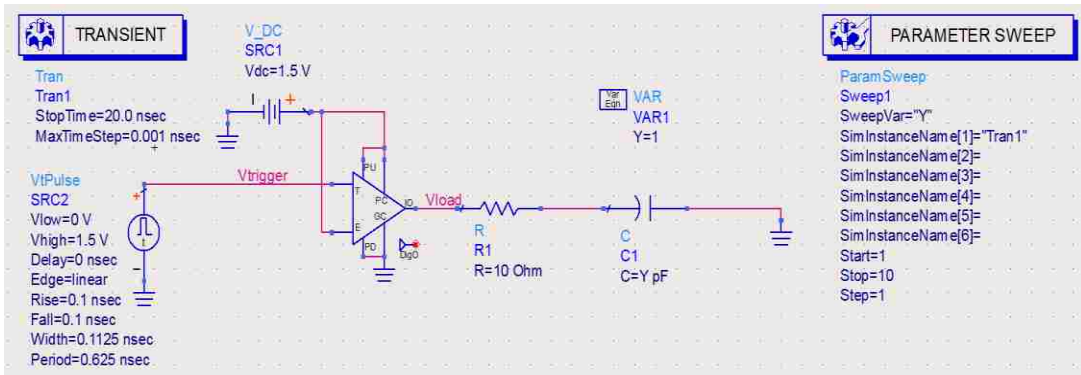 TRANSIENT
Tran
Tran1
StopTime=20.0 nsec
MaxTimeStep=0.001 nsec
VtPulse
SRC2
Vlow=0 V
Vhigh=1.5 V
Delay=0 nsec
Edge=linear
Rise=0.1 nsec
Fall=0.1 nsec
Width=0.1125 nsec
Period=0.625 nsec
t
V_DC
SRC1
Vdc=1.5 V
Vtrigger
PU
T
PC
IO
GC
E
PD
DigO
Vload
R
R1
R=10 Ohm
C
C1
C=Y pF
Var
Eqn
VAR
VAR1
Y=1
PARAMETER SWEEP
ParamSweep
Sweep1
SweepVar="Y"
SimInstanceName[1]="Tran1"
SimInstanceName[2]=
SimInstanceName[3]=
SimInstanceName[4]=
SimInstanceName[5]=
SimInstanceName[6]=
Start=1
Stop=10
Step=1